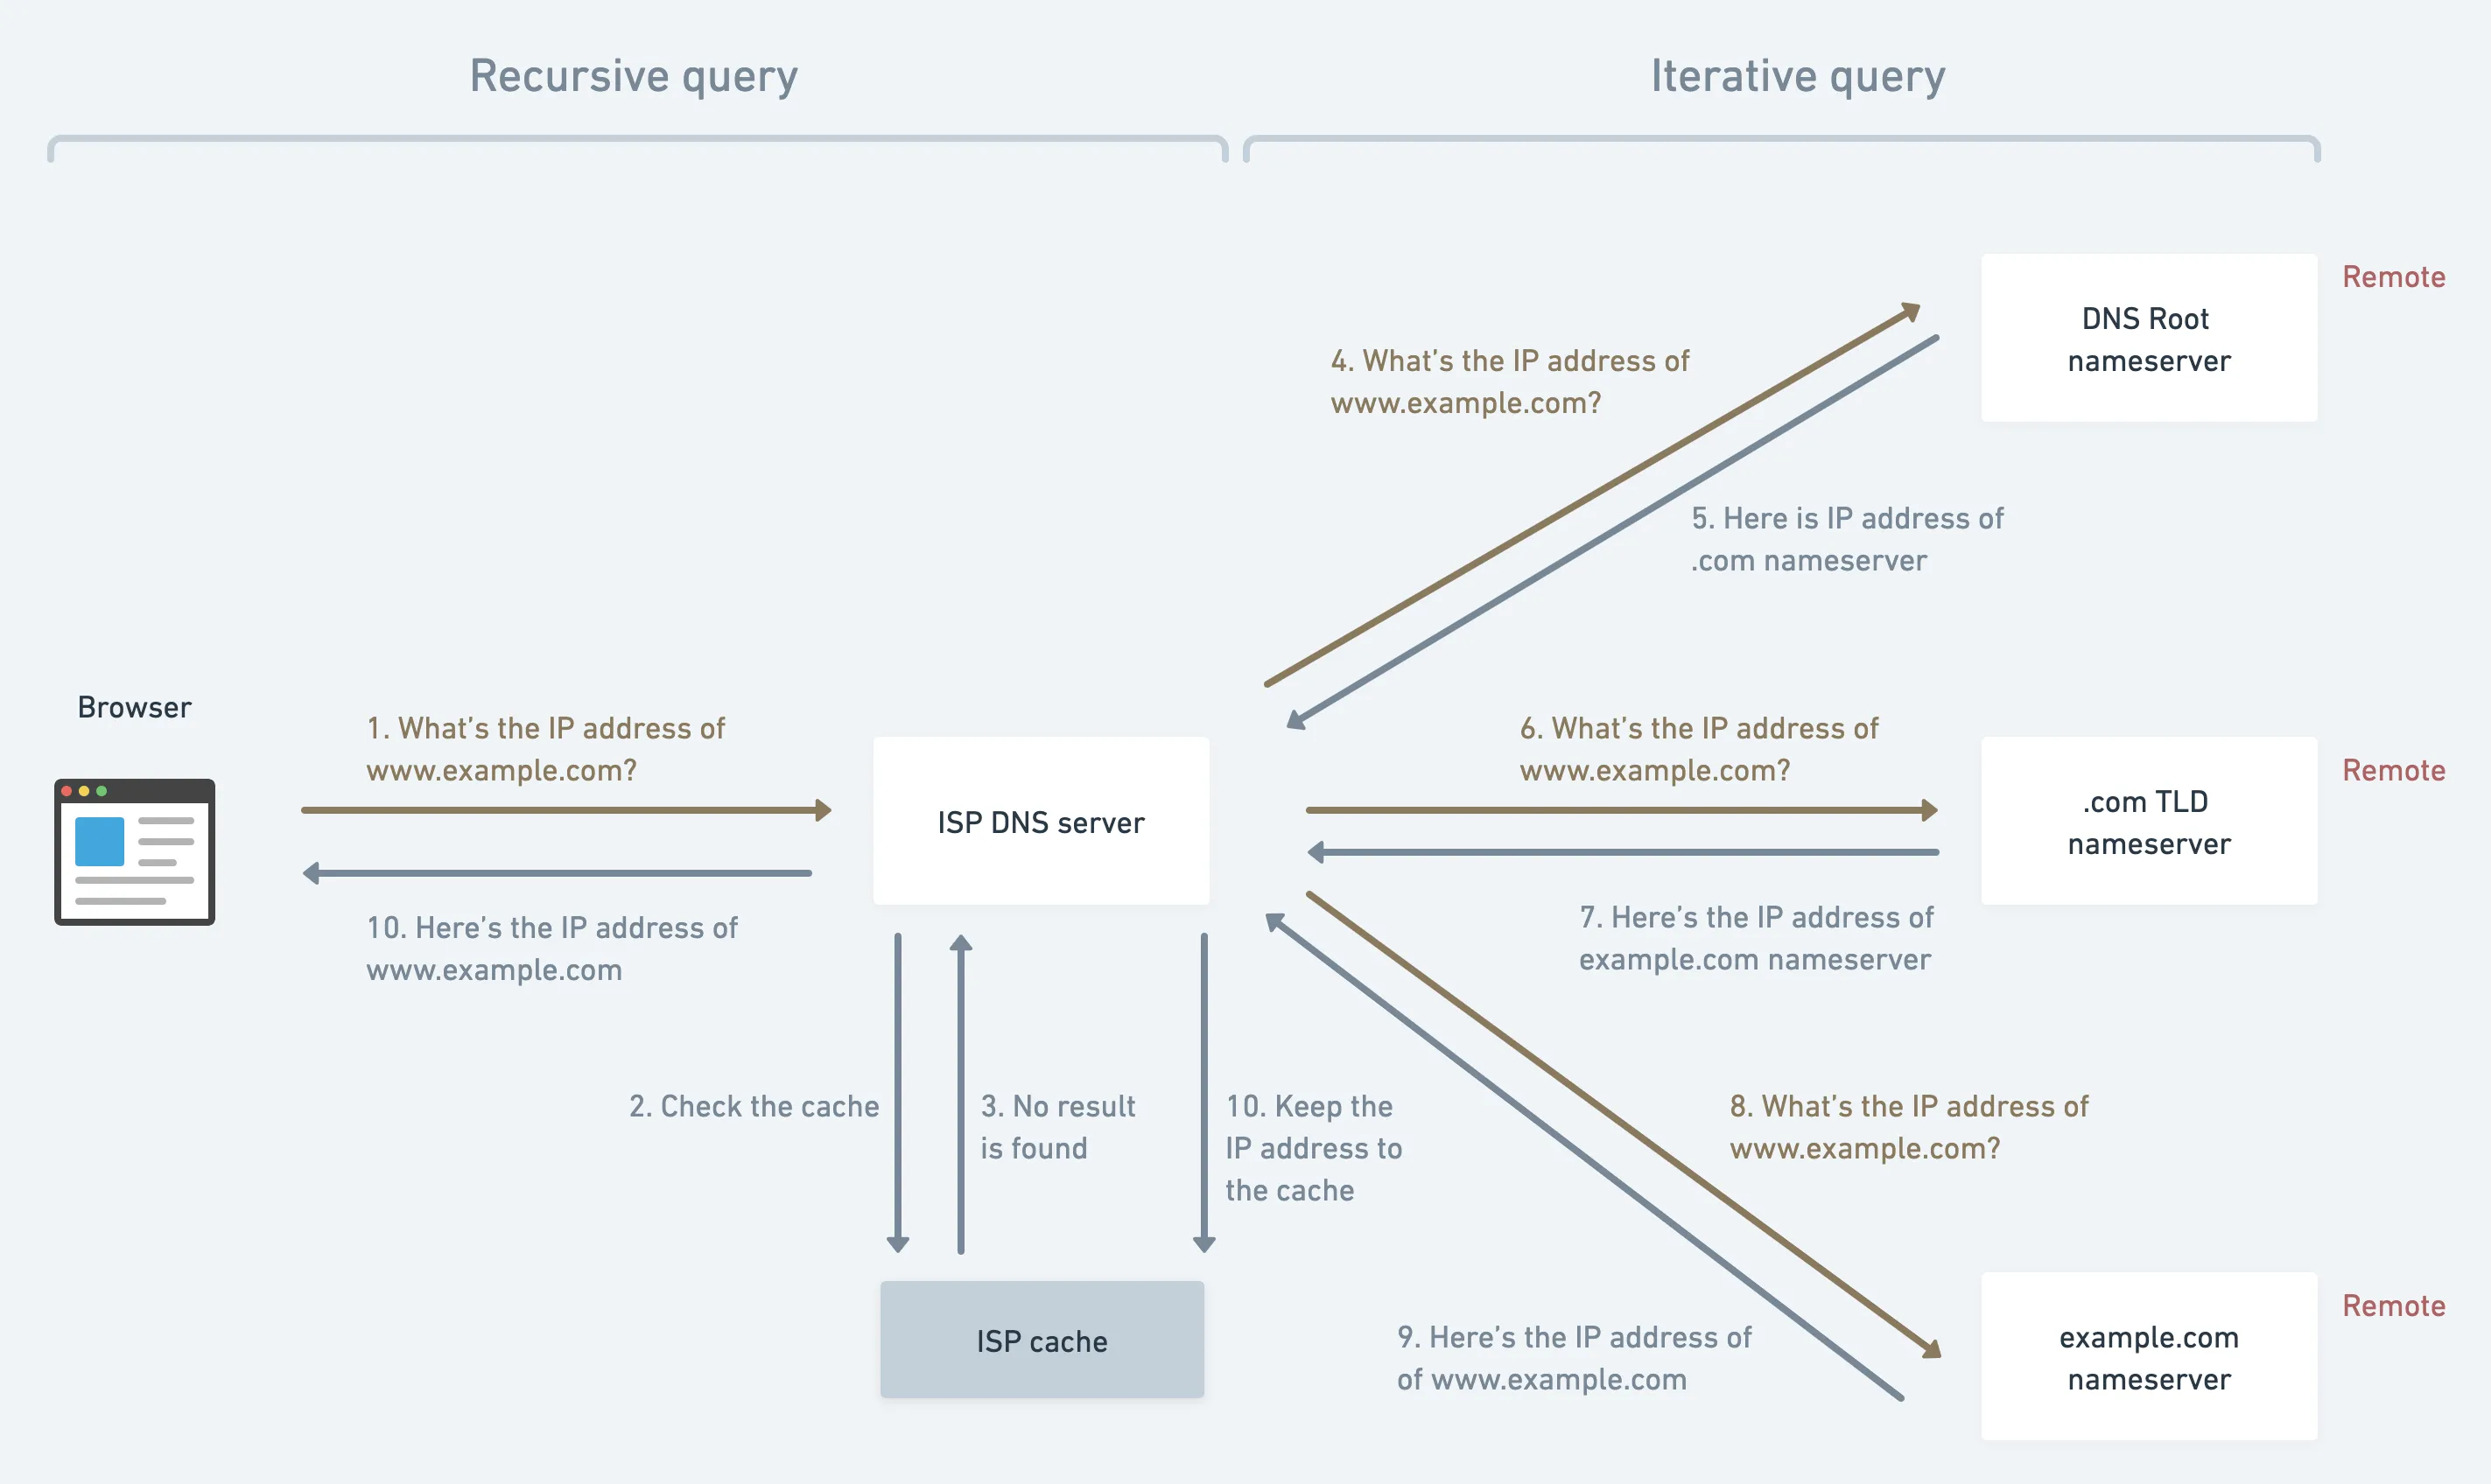 Recursive query
Iterative query
Remote
DNS Root
nameserver
4. What’s the IP address of
www.example.com?
5. Here is IP address of
.com nameserver
Browser
1. What’s the IP address of
www.example.com?
10. Here’s the IP address of
www.example.com
ISP DNS server
6. What’s the IP address of
www.example.com?
7. Here’s the IP address of
example.com nameserver
Remote
.com TLD
nameserver
2. Check the cache
3. No result
is found
10. Keep the
IP address to
the cache
8. What’s the IP address of
www.example.com?
ISP cache
9. Here’s the IP address of
of www.example.com
Remote
example.com
nameserver